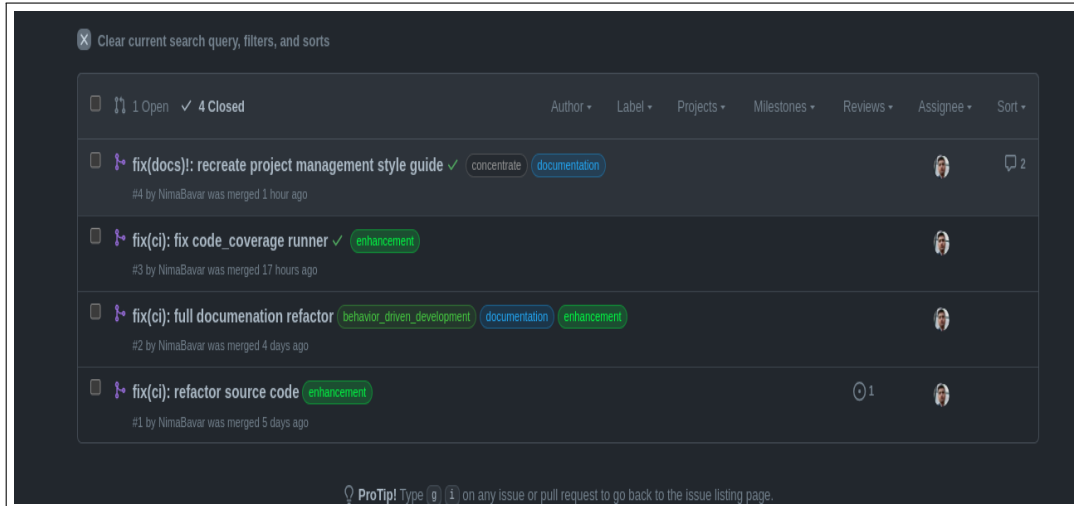 X Clear current search query, filters, and sorts
1 Open ✓ 4 Closed Author Label Projects Milestones Reviews Assignee Sort
fix(docs)!: recreate project management style guide ✓ concentrate documentation 2
#4 by NimaBavar was merged 1 hour ago
fix(ci): fix code_coverage runner ✓ enhancement
#3 by NimaBavar was merged 17 hours ago
fix(ci): full documenation refactor behavior_driven_development documentation enhancement
#2 by NimaBavar was merged 4 days ago
fix(ci): refactor source code enhancement 1
#1 by NimaBavar was merged 5 days ago
ProTip! Type g i on any issue or pull request to go back to the issue listing page.